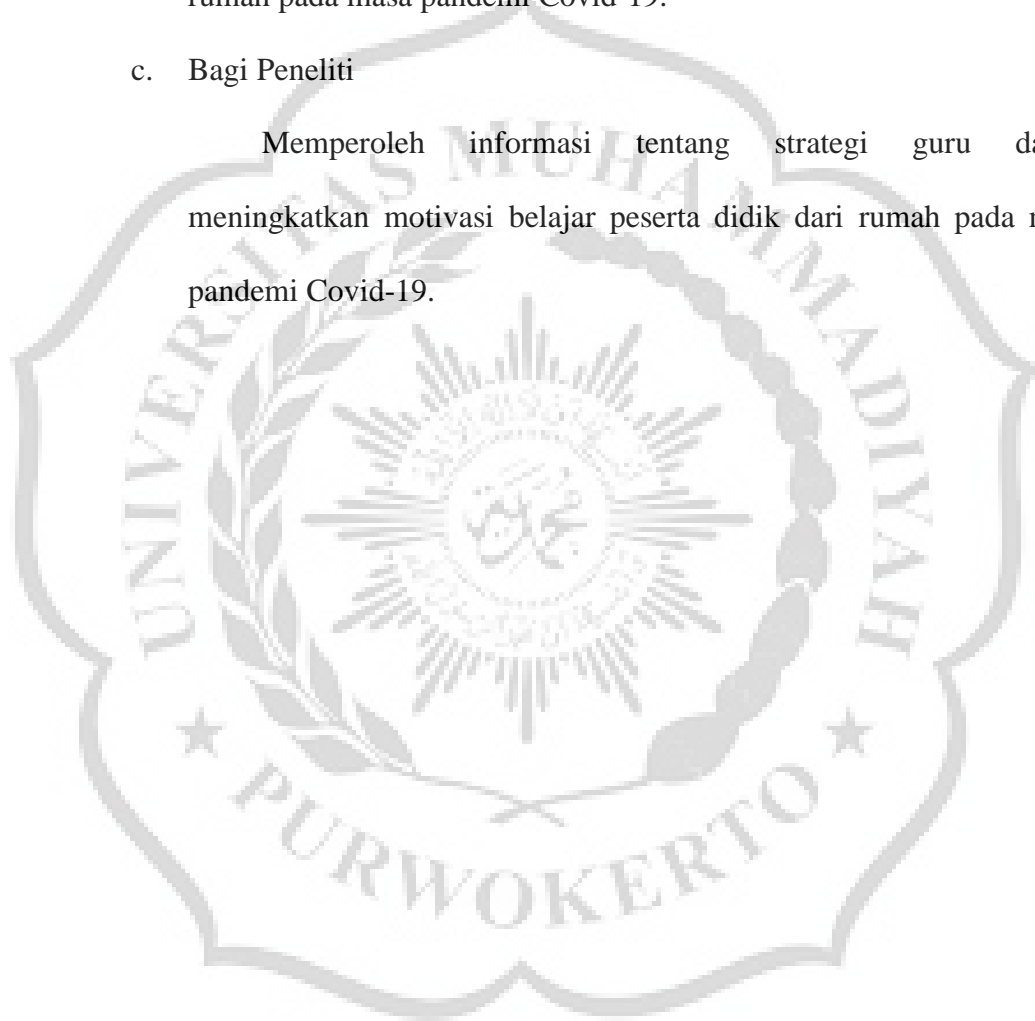 rumah pada masa pandemi Covid-19.
c. Bagi Peneliti
Memperoleh informasi tentang strategi guru da
meningkatkan motivasi belajar peserta didik dari rumah pada
pandemi Covid-19.
UNIVERSITAS MUHAMMADIYAH
★ PURWOKERTO ★